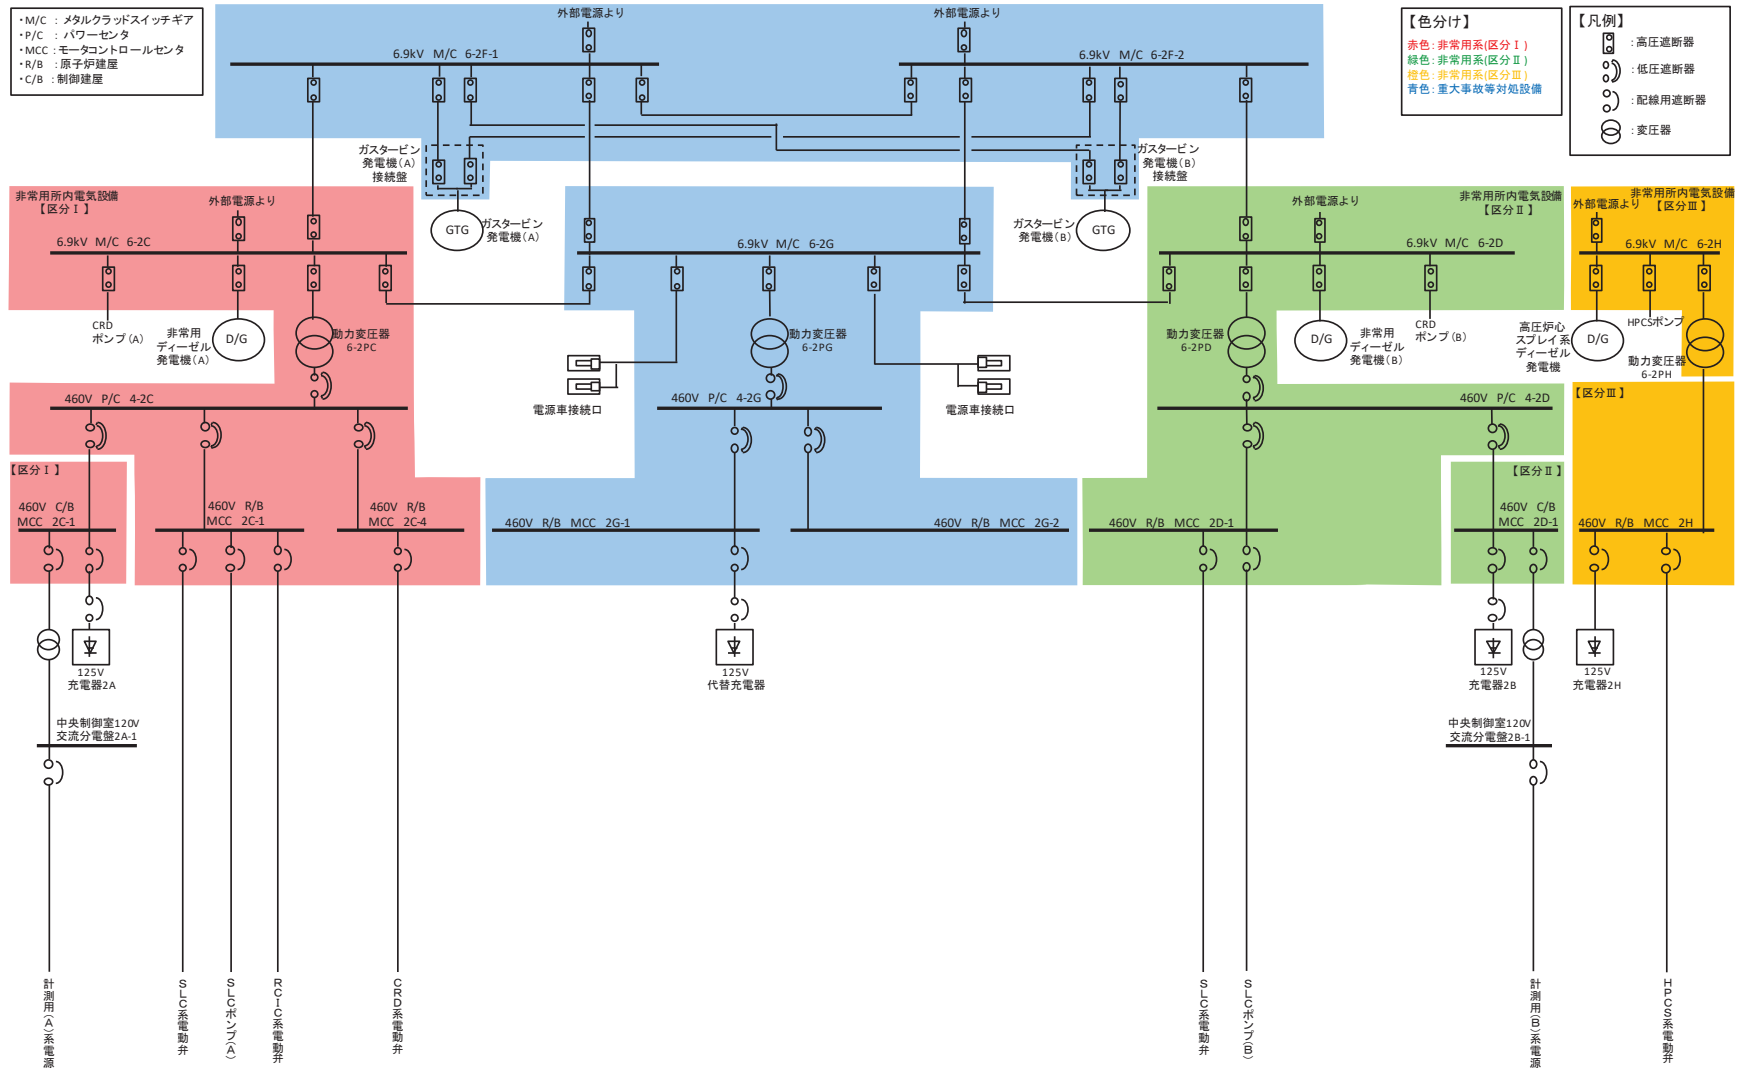 ・M/C : メタルクラッドスイッチギア
・P/C : パワーセンタ
・MCC : モータコントロールセンタ
・R/B : 原子炉建屋
・C/B : 制御建屋
外部電源より
外部電源より
6.9kV M/C 6-2F-1
6.9kV M/C 6-2F-2
【色分け】
赤色：非常用系(区分Ⅰ)
緑色：非常用系(区分Ⅱ)
橙色：非常用系(区分Ⅲ)
青色：重大事故等対処設備
【凡例】
：高圧遮断器
：低圧遮断器
：配線用遮断器
：変圧器
ガスタービン
発電機(A)
接続盤
ガスタービン
発電機(B)
接続盤
GTG
ガスタービン
発電機(A)
ガスタービン
発電機(B)
GTG
非常用所内電気設備
【区分Ⅰ】
外部電源より
6.9kV M/C 6-2C
6.9kV M/C 6-2G
外部電源より
非常用所内電気設備
【区分Ⅱ】
6.9kV M/C 6-2D
非常用所内電気設備
【区分Ⅲ】
外部電源より
6.9kV M/C 6-2H
CRD
ポンプ(A)
非常用
ディーゼル
発電機(A)
D/G
動力変圧器
6-2PC
動力変圧器
6-2PG
動力変圧器
6-2PD
D/G
非常用
ディーゼル
発電機(B)
CRD
ポンプ(B)
高圧炉心
スプレイ系
ディーゼル
発電機
D/G
HPCSポンプ
動力変圧器
6-2PH
電源車接続口
電源車接続口
460V P/C 4-2C
460V P/C 4-2G
460V P/C 4-2D
【区分Ⅲ】
【区分Ⅰ】
【区分Ⅱ】
460V C/B
MCC 2C-1
460V R/B
MCC 2C-1
460V R/B
MCC 2C-4
460V R/B MCC 2G-1
460V R/B MCC 2G-2
460V R/B MCC 2D-1
460V C/B
MCC 2D-1
460V R/B MCC 2H
125V
充電器2A
125V
代替充電器
125V
充電器2B
125V
充電器2H
中央制御室120V
交流分電盤2A-1
中央制御室120V
交流分電盤2B-1
計測用(A)系電源
SLC系電動弁
SLCポンプ(A)
RCIC系電動弁
CRD系電動弁
SLC系電動弁
SLCポンプ(B)
計測用(B)系電源
HPCS系電動弁